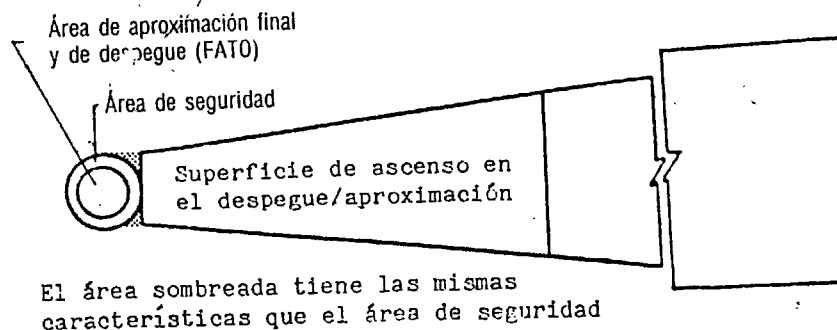 Área de aproximación final
y de despegue (FATO)
Área de seguridad
Superficie de ascenso en
el despegue/aproximación
El área sombreada tiene las mismas
características que el área de seguridad